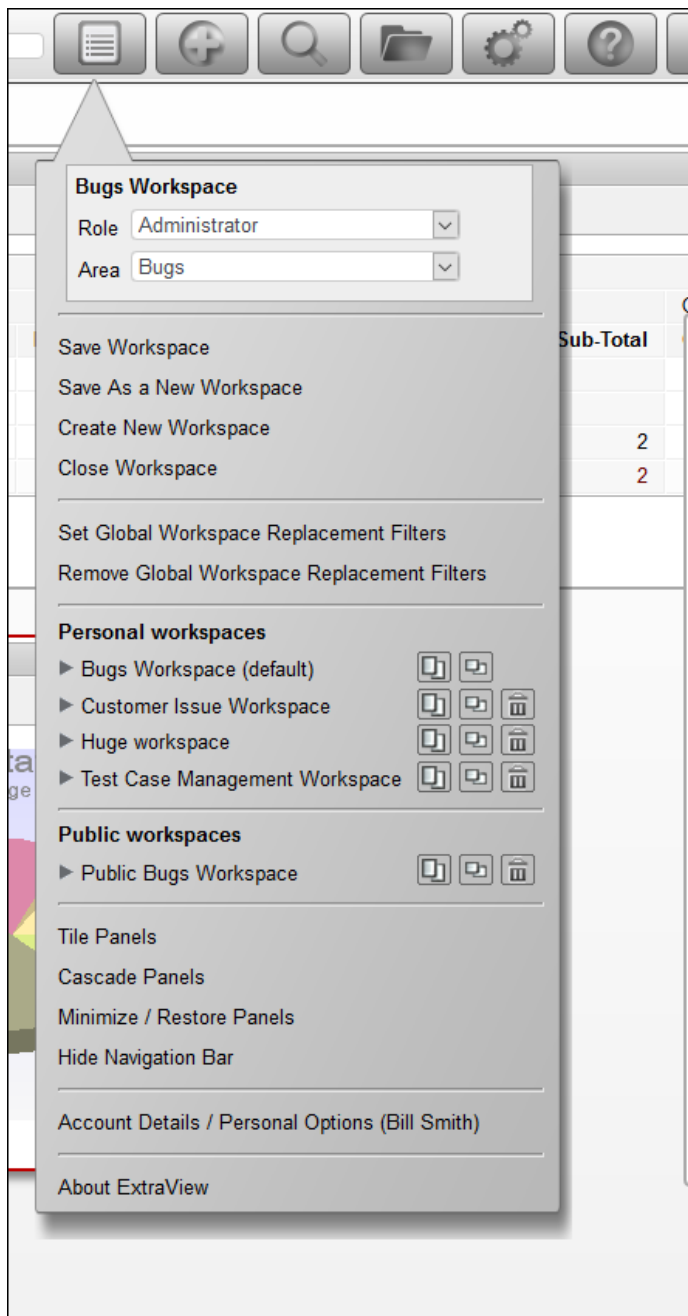 Bugs Workspace
Role Administrator
Area Bugs
Sub-Total
2
2
Save Workspace
Save As a New Workspace
Create New Workspace
Close Workspace
Set Global Workspace Replacement Filters
Remove Global Workspace Replacement Filters
Personal workspaces
Bugs Workspace (default)
Customer Issue Workspace
Huge workspace
Test Case Management Workspace
Public workspaces
Public Bugs Workspace
Tile Panels
Cascade Panels
Minimize / Restore Panels
Hide Navigation Bar
Account Details / Personal Options (Bill Smith)
About ExtraView